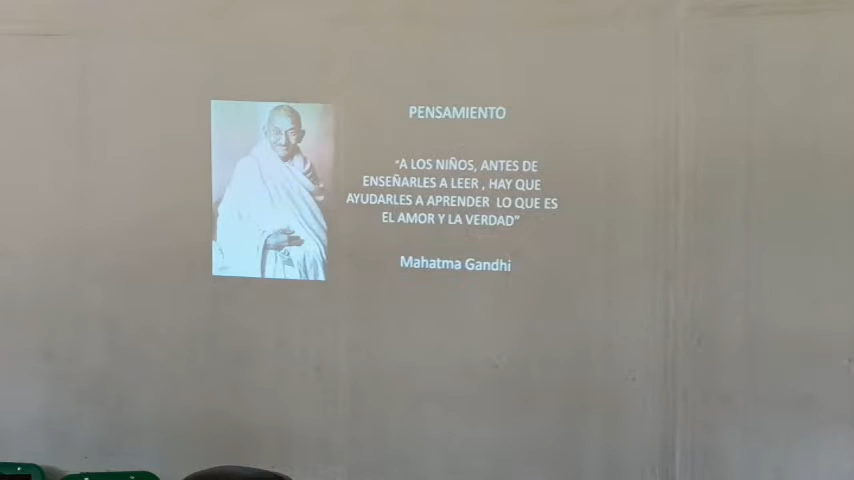 PENSAMIENTO
"A LOS NIÑOS, ANTES DE
ENSEÑARLES A LEER , HAY QUE
AYUDARLES A APRENDER LO QUE ES
EL AMOR Y LA VERDAD"
Mahatma Gandhi